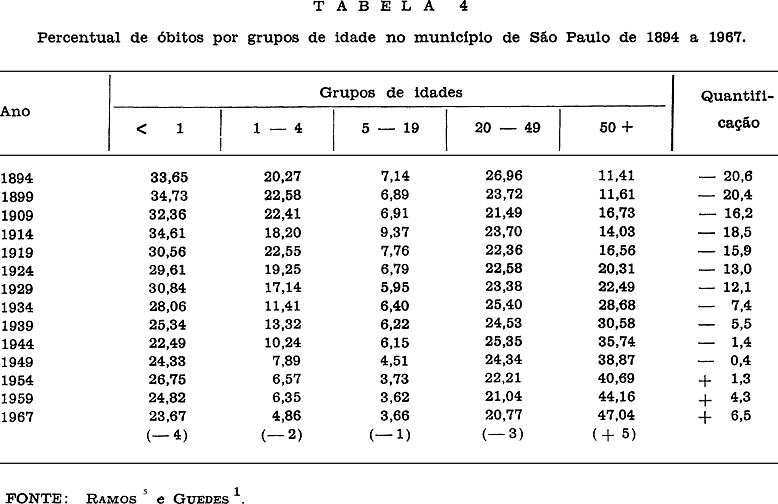 TABELA 4
Percentual de óbitos por grupos de idade no município de São Paulo de 1894 a 1967.
Ano Grupos de idades Quantifi-
< 1 1 — 4 5 — 19 20 — 49 50 + cação
1894 33,65 20,27 7,14 26,96 11,41 — 20,6
1899 34,73 22,58 6,89 23,72 11,61 — 20,4
1909 32,36 22,41 6,91 21,49 16,73 — 16,2
1914 34,61 18,20 9,37 23,70 14,03 — 18,5
1919 30,56 22,55 7,76 22,36 16,56 — 15,9
1924 29,61 19,25 6,79 22,58 20,31 — 13,0
1929 30,84 17,14 5,95 23,38 22,49 — 12,1
1934 28,06 11,41 6,40 25,40 28,68 — 7,4
1939 25,34 13,32 6,22 24,53 30,58 — 5,5
1944 22,49 10,24 6,15 25,35 35,74 — 1,4
1949 24,33 7,89 4,51 24,34 38,87 — 0,4
1954 26,75 6,57 3,73 22,21 40,69 + 1,3
1959 24,82 6,35 3,62 21,04 44,16 + 4,3
1967 23,67 4,86 3,66 20,77 47,04 + 6,5
(— 4) (— 2) (— 1) (— 3) (+ 5)
FONTE: RAMOS ⁵ e GUEDES ¹.